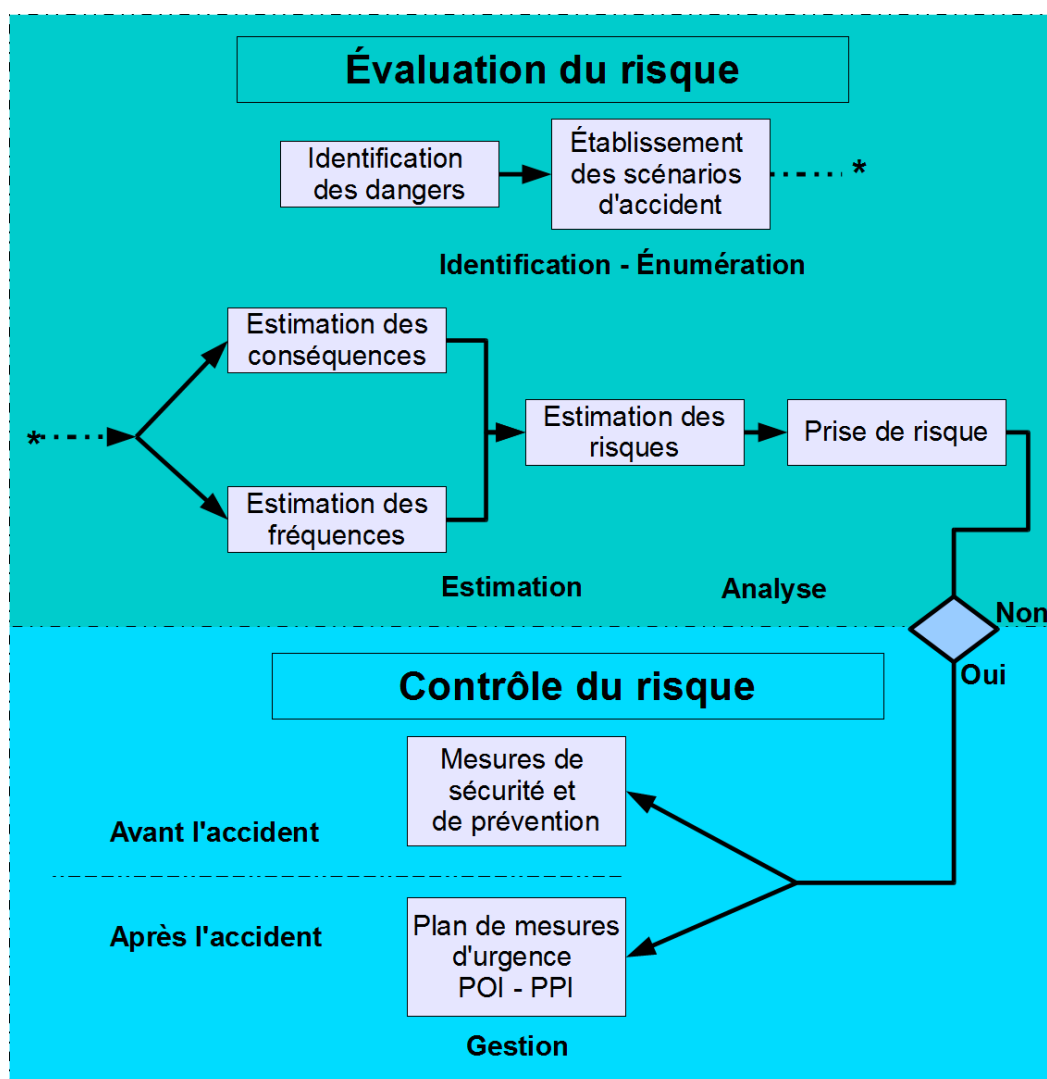 Évaluation du risque
Identification
des dangers
Établissement
des scénarios
d'accident
*
Identification - Énumération
Estimation des
conséquences
*
Estimation des
risques
Prise de risque
Estimation des
fréquences
Estimation
Analyse
Non
Oui
Contrôle du risque
Mesures de
sécurité et
de prévention
Avant l'accident
Après l'accident
Plan de mesures
d'urgence
POI - PPI
Gestion